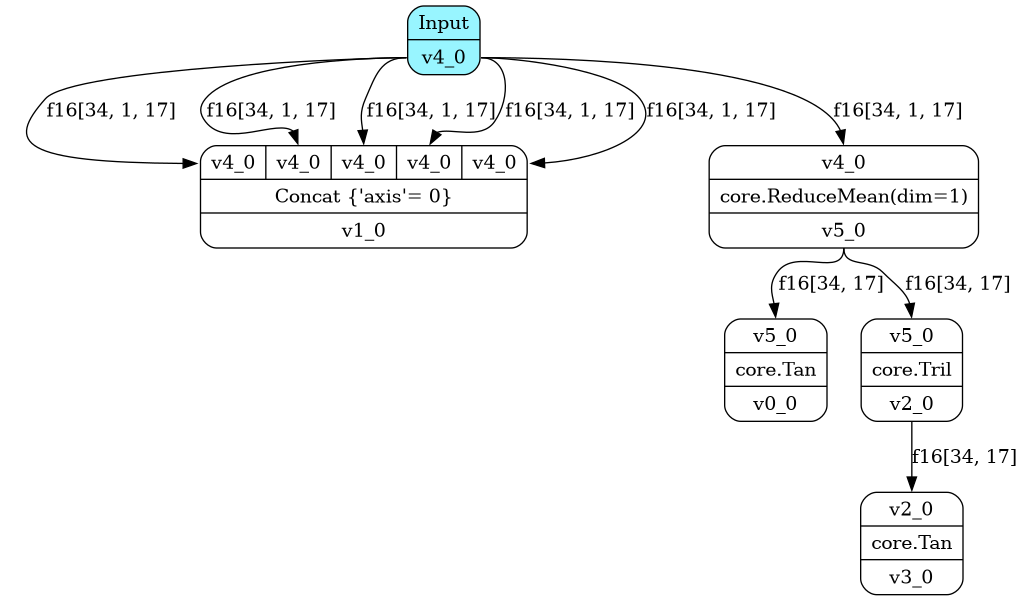 Input
v4_0
f16[34, 1, 17] f16[34, 1, 17] f16[34, 1, 17] f16[34, 1, 17] f16[34, 1, 17] f16[34, 1, 17]
v4_0 v4_0 v4_0 v4_0 v4_0
Concat {'axis'= 0}
v1_0
v4_0
core.ReduceMean(dim=1)
v5_0
f16[34, 17] f16[34, 17]
v5_0
core.Tan
v0_0
v5_0
core.Tril
v2_0
f16[34, 17]
v2_0
core.Tan
v3_0